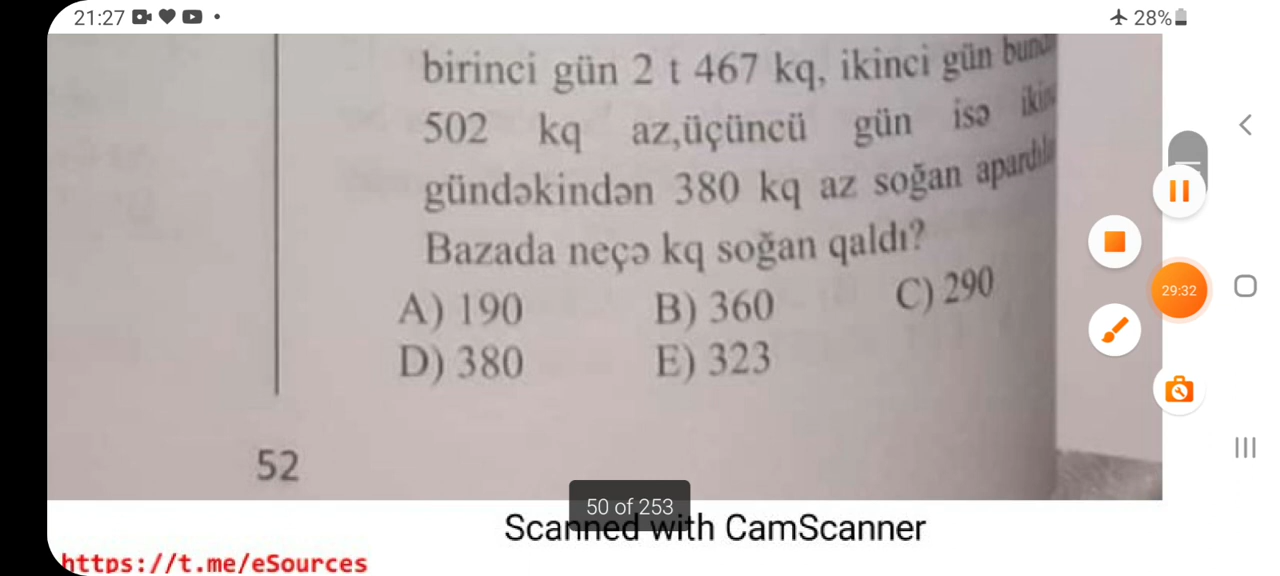 21:27
28%
birinci gün 2 t 467 kq, ikinci gün
502 kq az,üçüncü gün isə
gündəkindən 380 kq az soğan
Bazada neçə kq soğan qaldı?
A) 190 B) 360 C) 290
D) 380 E) 323
29:32
52
50 of 253
Scanned with CamScanner
https://t.me/eSources